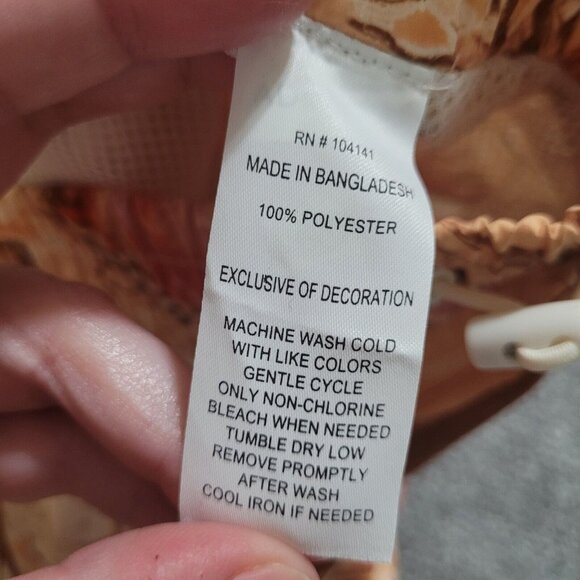 RN # 104141
MADE IN BANGLADESH
100% POLYESTER
EXCLUSIVE OF DECORATION
MACHINE WASH COLD
WITH LIKE COLORS
GENTLE CYCLE
ONLY NON-CHLORINE
BLEACH WHEN NEEDED
TUMBLE DRY LOW
REMOVE PROMPTLY
AFTER WASH
COOL IRON IF NEEDED